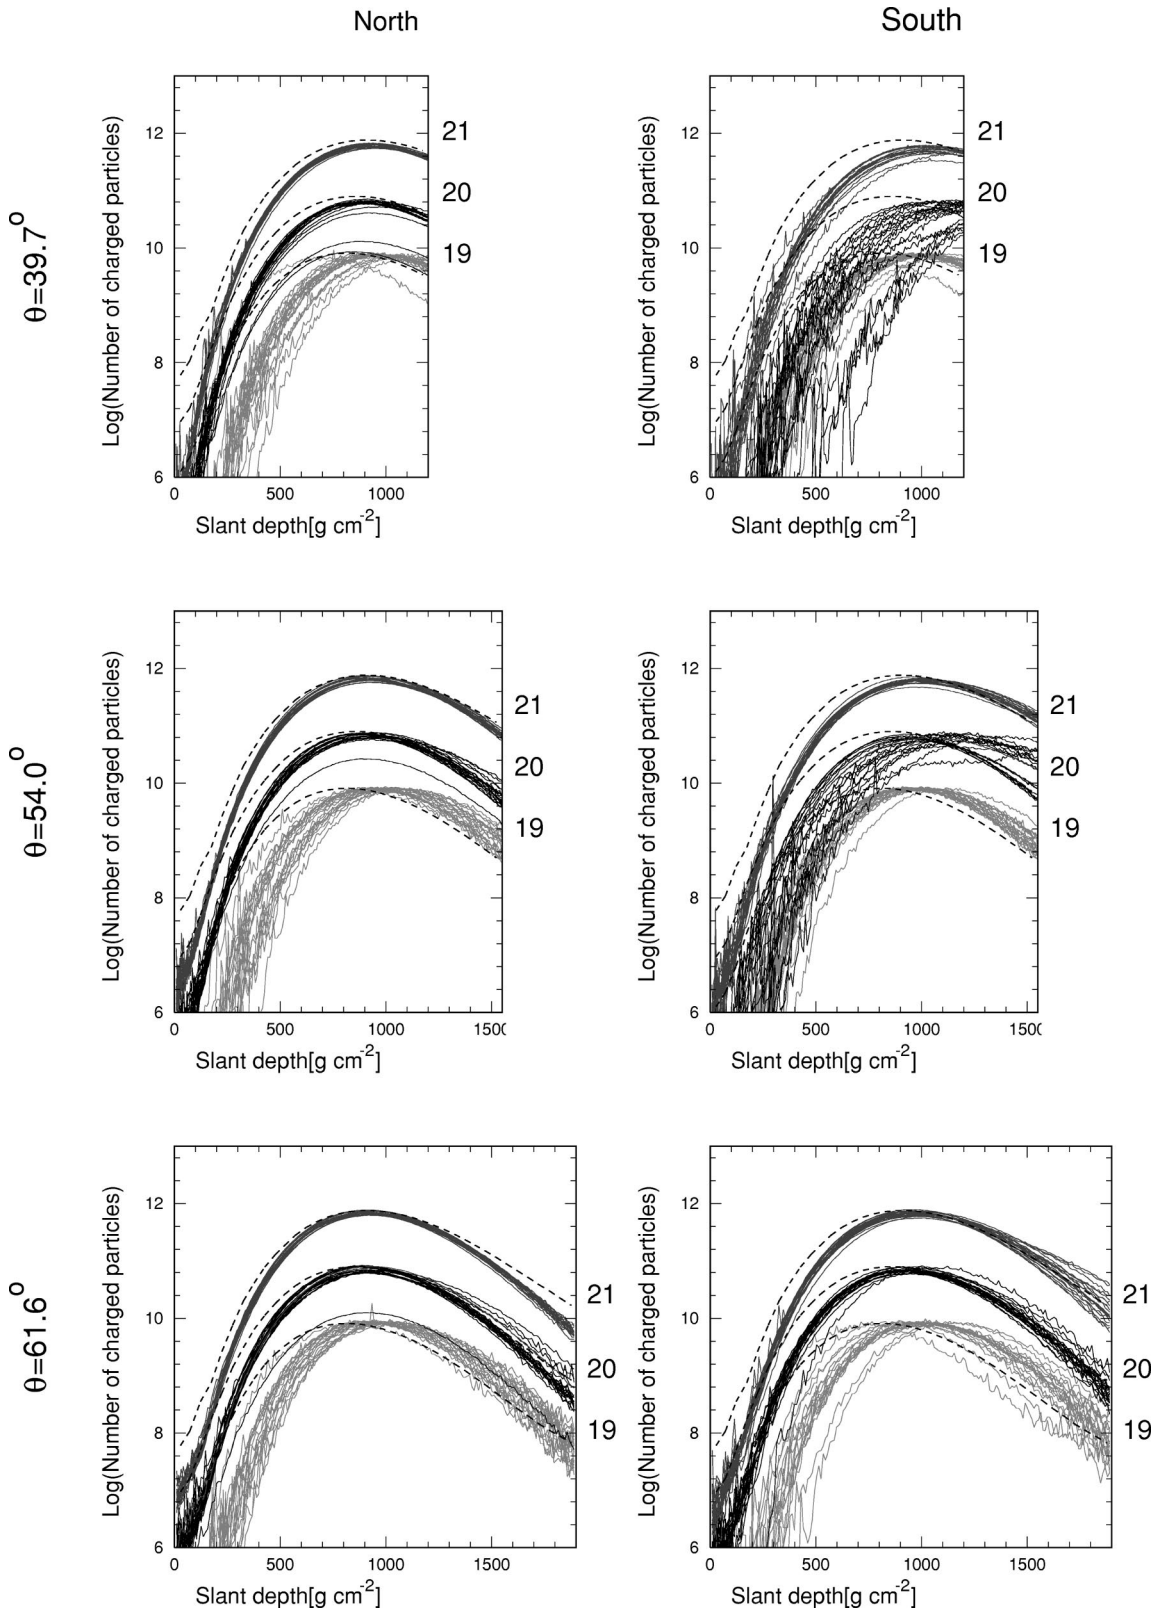 North South
θ=39.7°
Log(Number of charged particles)
12
10
8
6
0 500 1000
Slant depth[g cm-2]
21
20
19
Log(Number of charged particles)
12
10
8
6
0 500 1000
Slant depth[g cm-2]
21
20
19
θ=54.0°
Log(Number of charged particles)
12
10
8
6
0 500 1000 1500
Slant depth[g cm-2]
21
20
19
Log(Number of charged particles)
12
10
8
6
0 500 1000 1500
Slant depth[g cm-2]
21
20
19
θ=61.6°
Log(Number of charged particles)
12
10
8
6
0 500 1000 1500
Slant depth[g cm-2]
21
20
19
Log(Number of charged particles)
12
10
8
6
0 500 1000 1500
Slant depth[g cm-2]
21
20
19